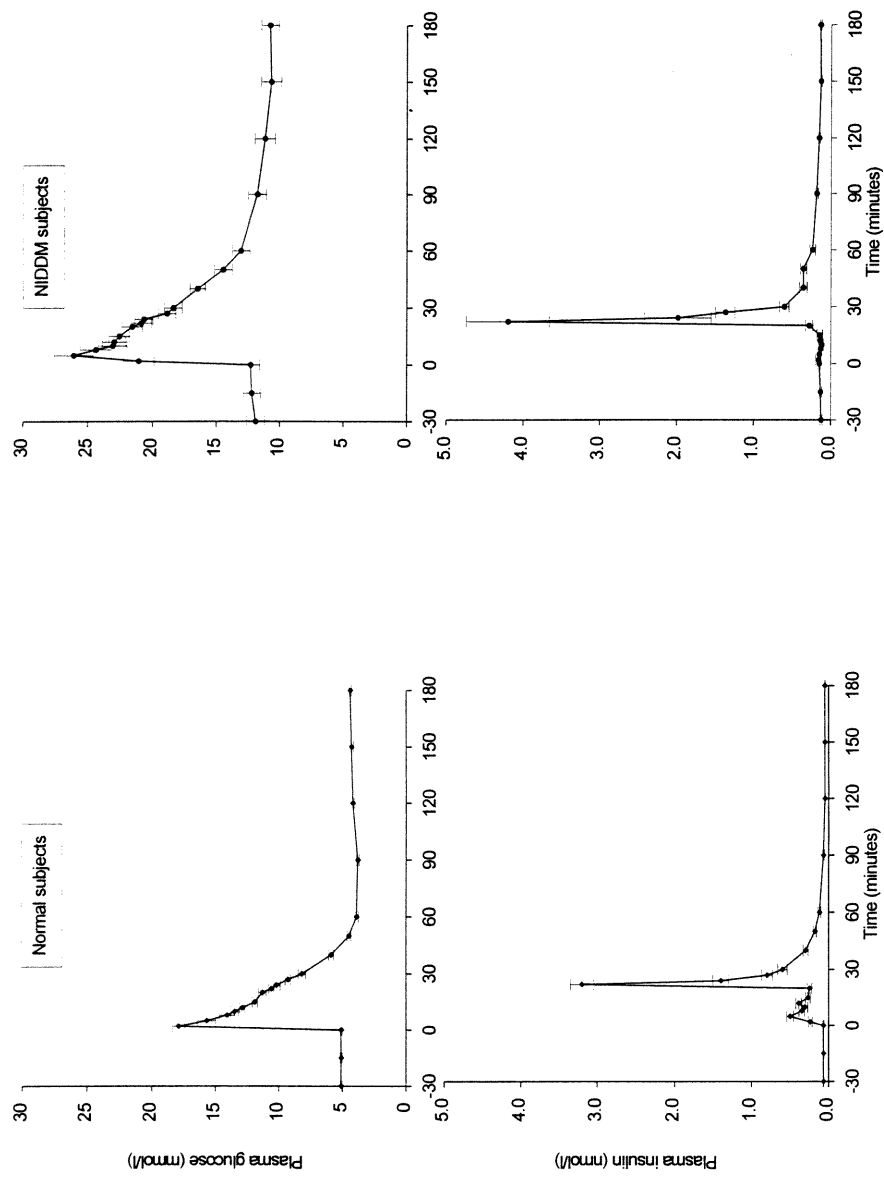 Normal subjects
NIDDM subjects
Plasma glucose (mmol/l)
30
25
20
15
10
5
0
-30 0 30 60 90 120 150 180
30
25
20
15
10
5
0
-30 0 30 60 90 120 150 180
Plasma insulin (nmol/l)
5.0
4.0
3.0
2.0
1.0
0.0
-30 0 30 60 90 120 150 180
Time (minutes)
5.0
4.0
3.0
2.0
1.0
0.0
-30 0 30 60 90 120 150 180
Time (minutes)